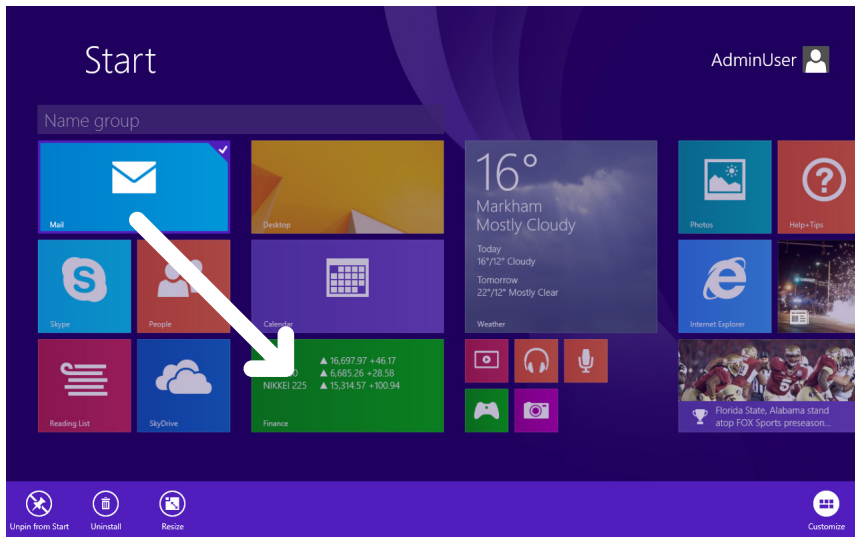 Start
AdminUser
Name group
Mail
Desktop
16°
Markham
Mostly Cloudy
Today
16°/12° Cloudy
Tomorrow
22°/12° Mostly Clear
Weather
Photos
Help+Tips
Skype
People
Calendar
Internet Explorer
▲ 16,697.97 +46.17
0 ▲ 6,685.26 +28.58
NIKKEI 225 ▲ 15,314.57 +100.94
Reading List
SkyDrive
Finance
Florida State, Alabama stand
atop FOX Sports preseason...
Unpin from Start
Uninstall
Resize
Customize